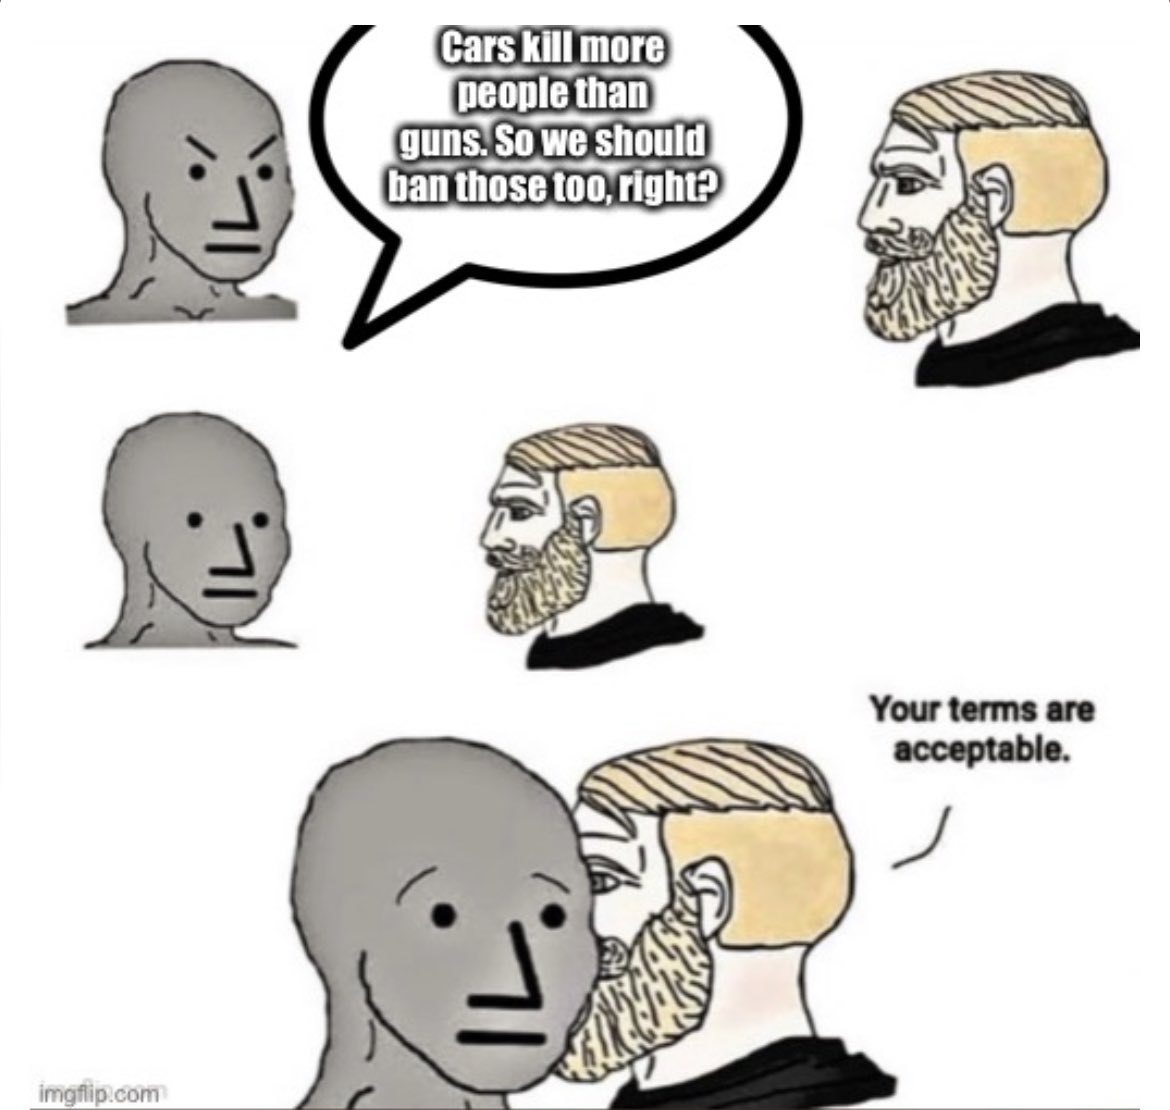 Cars kill more
people than
guns. So we should
ban those too, right?
Your terms are
acceptable.
imgflip.com